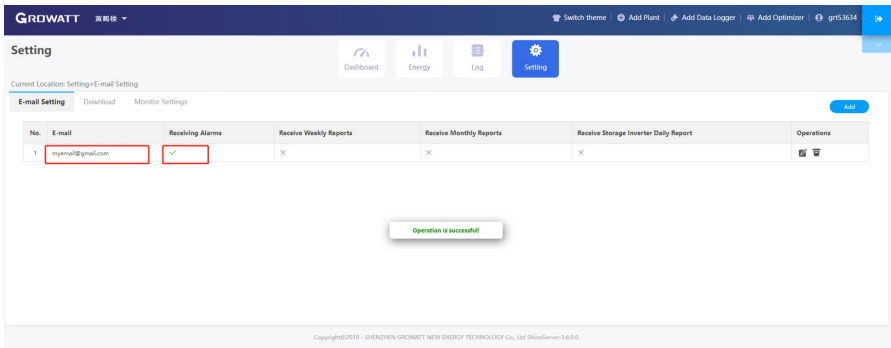 GROWATT 黄鹤楼 Switch theme | Add Plant | Add Data Logger | Add Optimizer | grt53634
Setting
Dashboard Energy Log Setting
Current Location: Setting>E-mail Setting
E-mail Setting Download Monitor Settings Add
No. E-mail Receiving Alarms Receive Weekly Reports Receive Monthly Reports Receive Storage Inverter Daily Report Operations
1 myemail@gmail.com
Operation is successful!
Copyright©2019 - SHENZHEN GROWATT NEW ENERGY TECHNOLOGY Co., Ltd ShineServer-3.6.0.0